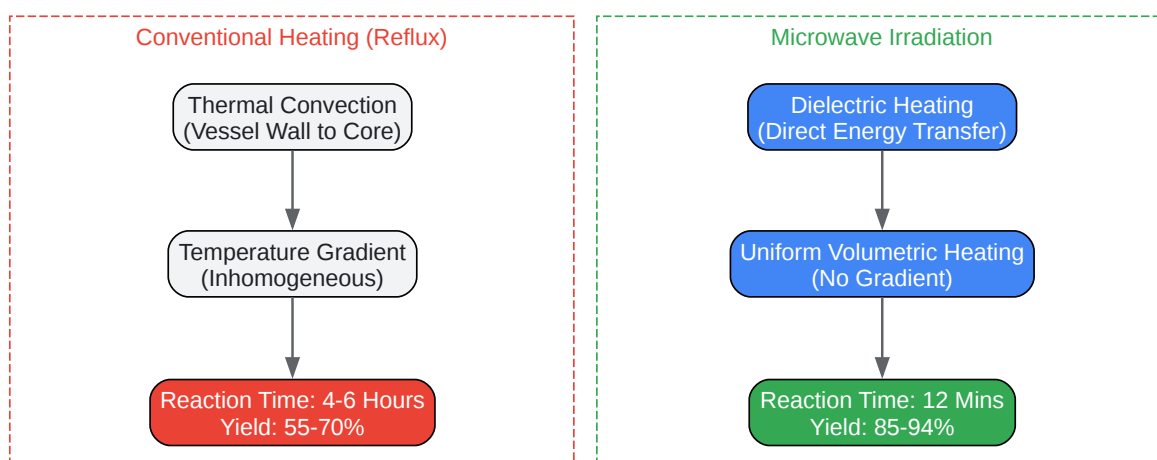 Conventional Heating (Reflux)
Thermal Convection
(Vessel Wall to Core)
Temperature Gradient
(Inhomogeneous)
Reaction Time: 4-6 Hours
Yield: 55-70%
Microwave Irradiation
Dielectric Heating
(Direct Energy Transfer)
Uniform Volumetric Heating
(No Gradient)
Reaction Time: 12 Mins
Yield: 85-94%